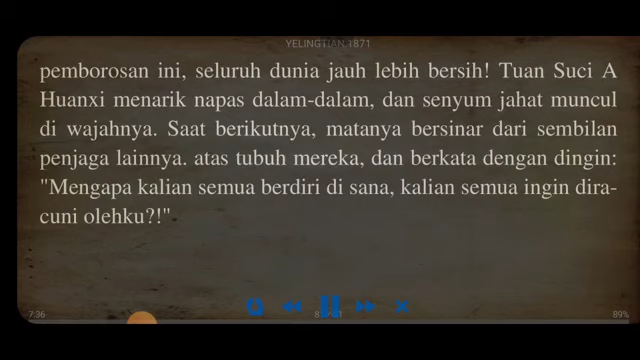 YELINGTIAN.1871
pemborosan ini, seluruh dunia jauh lebih bersih! Tuan Suci A
Huanxi menarik napas dalam-dalam, dan senyum jahat muncul
di wajahnya. Saat berikutnya, matanya bersinar dari sembilan
penjaga lainnya. atas tubuh mereka, dan berkata dengan dingin:
"Mengapa kalian semua berdiri di sana, kalian semua ingin dira-
cuni olehku?!"
7:36
89%